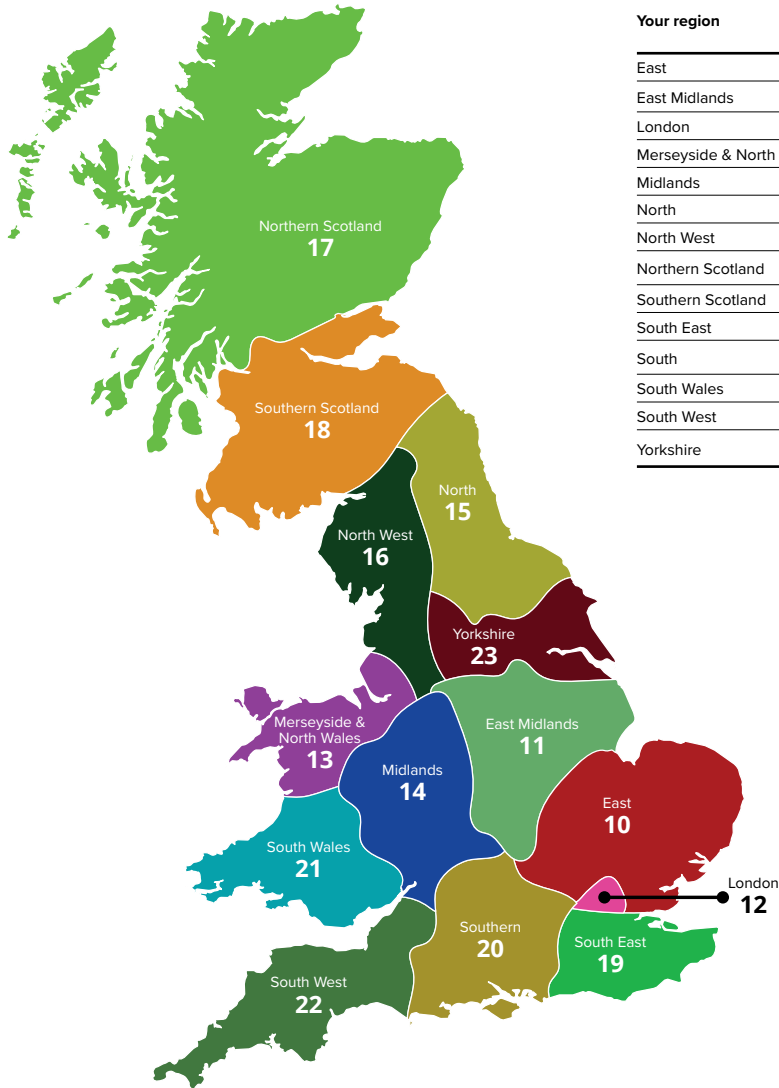 Your region
East
East Midlands
London
Merseyside & North
Midlands
North
North West
Northern Scotland
Southern Scotland
South East
South
South Wales
South West
Yorkshire
Northern Scotland
17
Southern Scotland
18
North
15
North West
16
Yorkshire
23
Merseyside &
North Wales
13
East Midlands
11
Midlands
14
East
10
South Wales
21
London
12
Southern
20
South East
19
South West
22